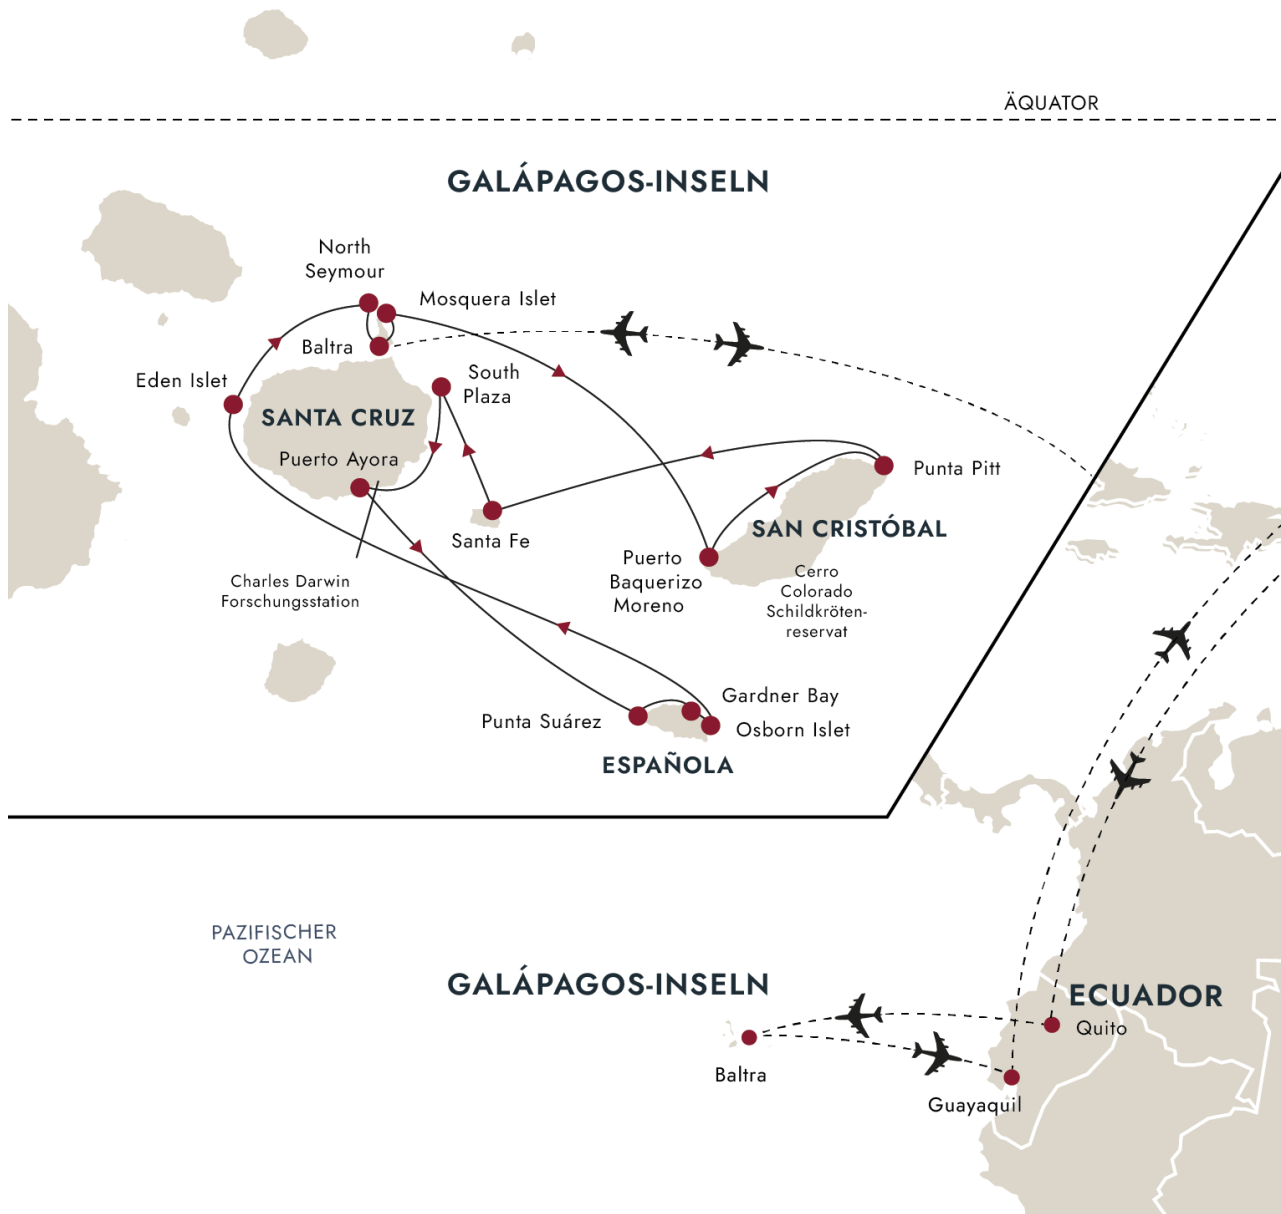 ÄQUATOR
GALÁPAGOS-INSELN
North
Seymour
Mosquera Islet
Baltra
South
Plaza
Eden Islet
SANTA CRUZ
Puerto Ayora
Punta Pitt
SAN CRISTÓBAL
Santa Fe
Puerto
Baquerizo
Moreno
Cerro
Colorado
Schildkröten-
reservat
Charles Darwin
Forschungsstation
Gardner Bay
Punta Suárez
Osborn Islet
ESPAÑOLA
PAZIFISCHER
OZEAN
GALÁPAGOS-INSELN
ECUADOR
Quito
Baltra
Guayaquil